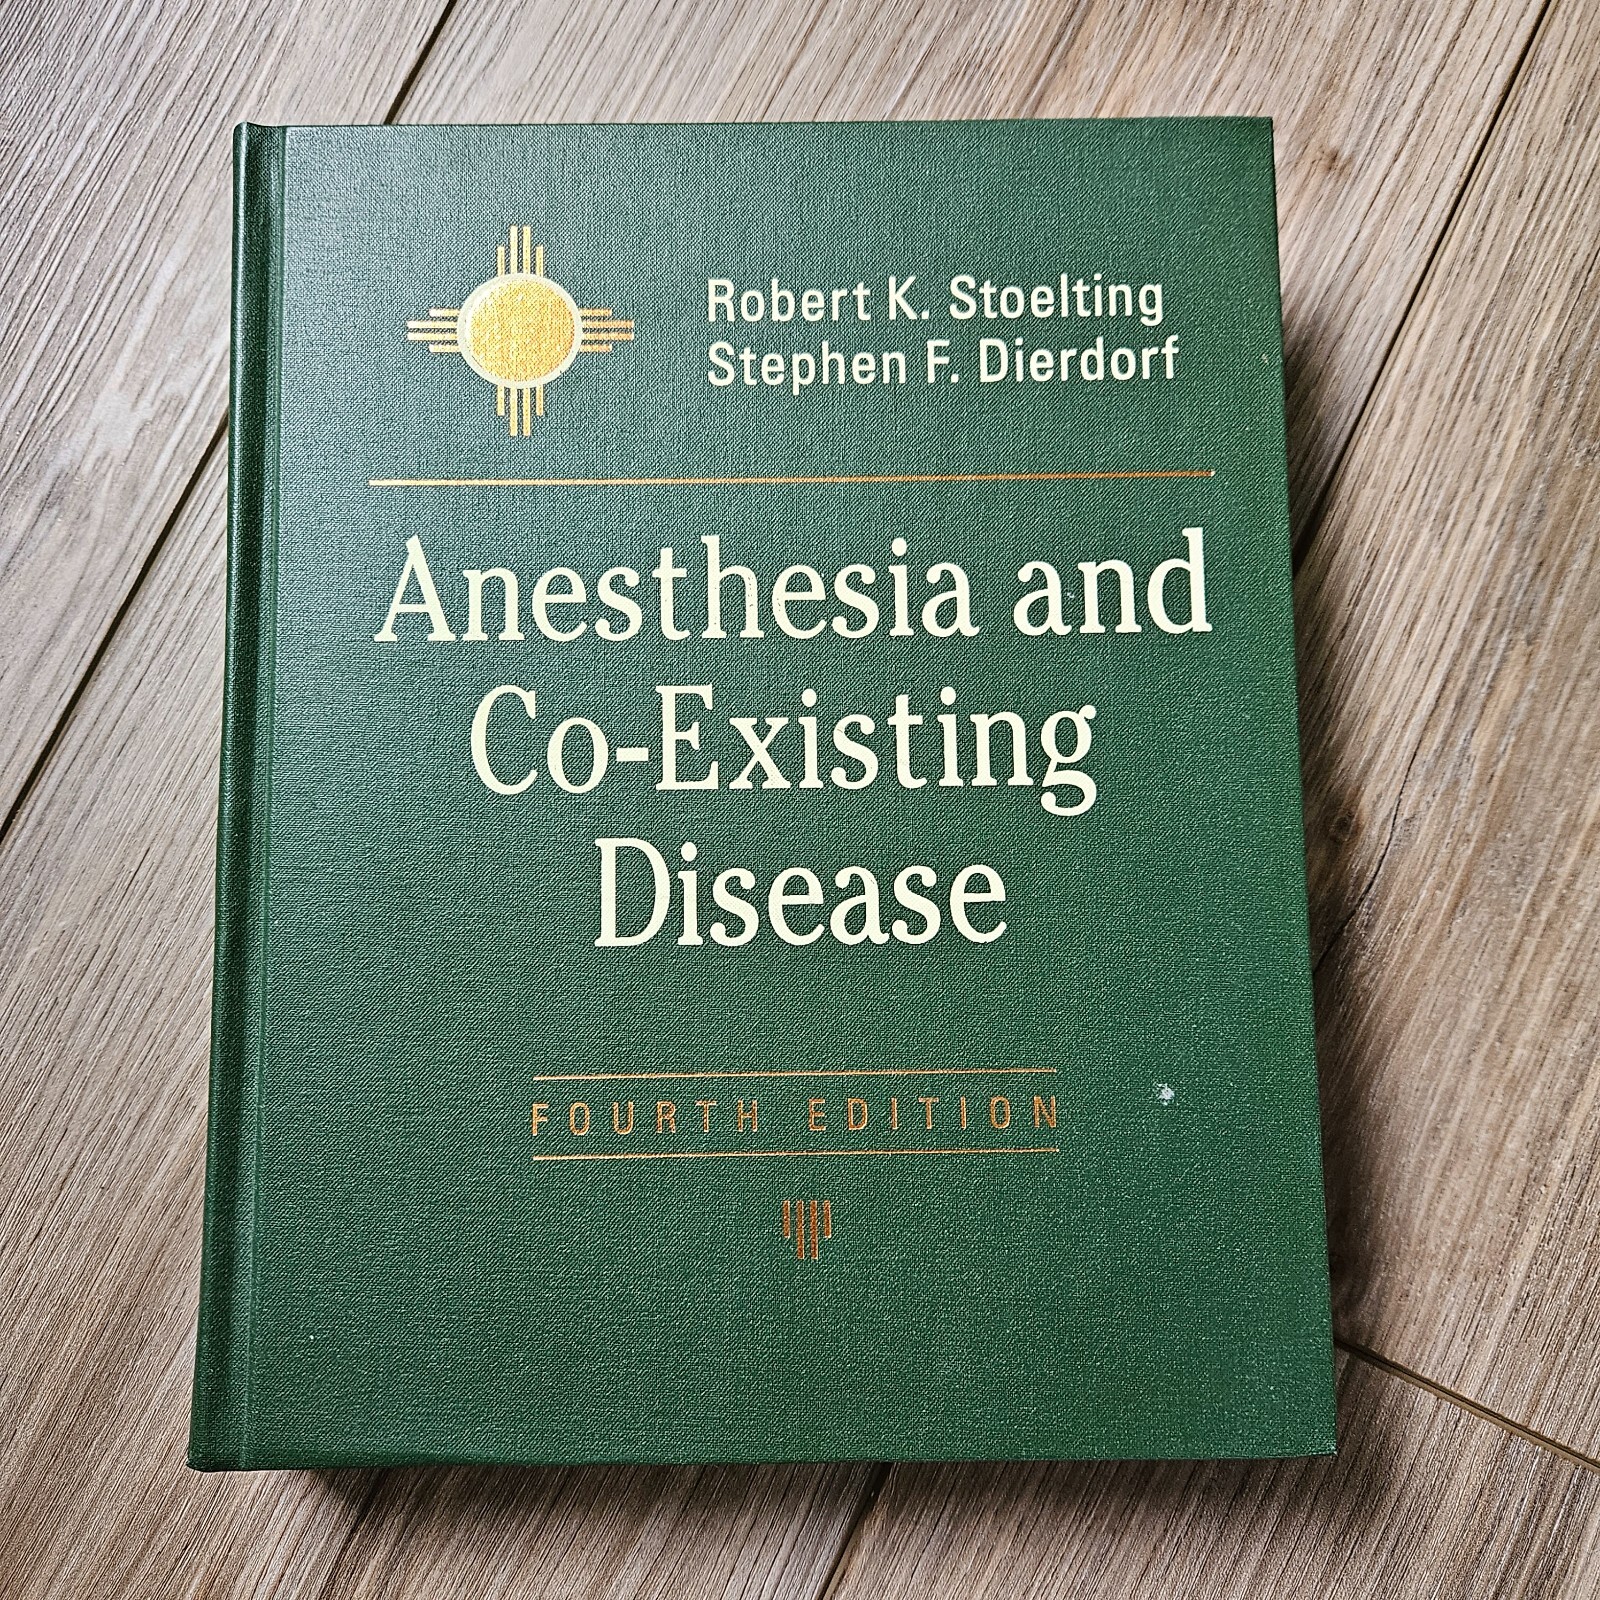 Robert K. Stoelting
Stephen F. Dierdorf
Anesthesia and
Co-Existing
Disease
FOURTH EDITION